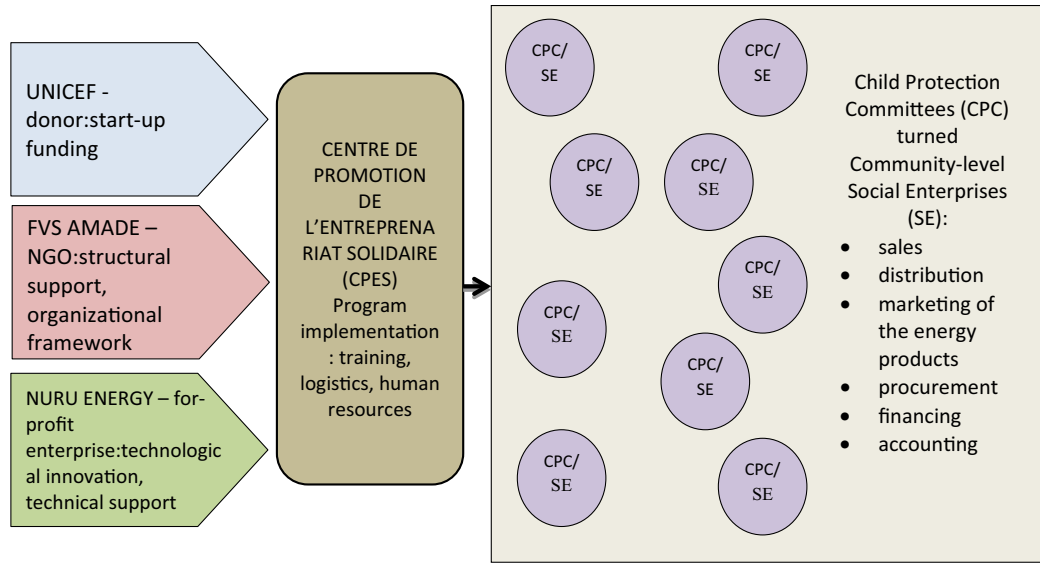 UNICEF -
donor:start-up
funding
FVS AMADE –
NGO:structural
support,
organizational
framework
NURU ENERGY – for-
profit
enterprise:technologic
al innovation,
technical support
CENTRE DE
PROMOTION
DE
L’ENTREPRENA
RIAT SOLIDAIRE
(CPES)
Program
implementation
: training,
logistics, human
resources
CPC/
SE
CPC/
SE
CPC/
SE
CPC/
SE
CPC/
SE
CPC/
SE
CPC/
SE
CPC/
SE
CPC/
SE
Child Protection
Committees (CPC)
turned
Community-level
Social Enterprises
(SE):
• sales
• distribution
• marketing of
the energy
products
• procurement
• financing
• accounting